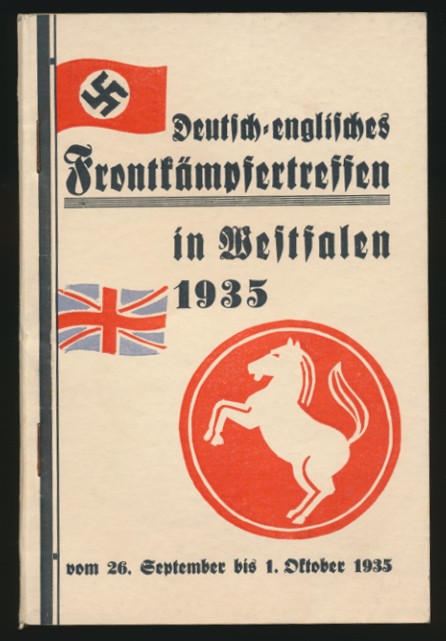 Deutsch-englisches
Frontkämpfertreffen
in Westfalen
1935
vom 26. September bis 1. Oktober 1935